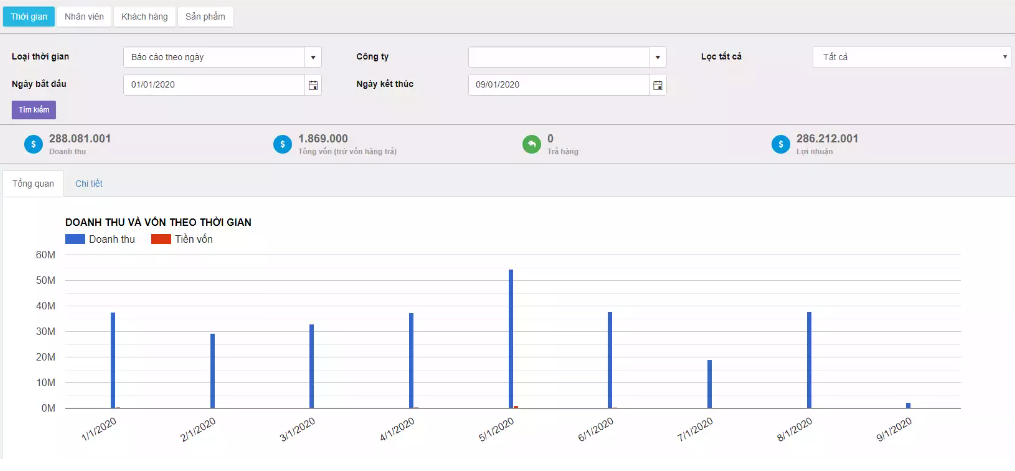 Thời gian Nhân viên Khách hàng Sản phẩm
Loại thời gian Báo cáo theo ngày Công ty Lọc tất cả Tất cả
Ngày bắt đầu 01/01/2020 Ngày kết thúc 09/01/2020
Tìm kiếm
288.081.001 1.869.000 0 286.212.001
Doanh thu Tổng vốn (trừ vốn hàng trả) Trả hàng Lợi nhuận
Tổng quan Chi tiết
DOANH THU VÀ VỐN THEO THỜI GIAN
Doanh thu Tiền vốn
60M
50M
40M
30M
20M
10M
0M
1/1/2020 2/1/2020 3/1/2020 4/1/2020 5/1/2020 6/1/2020 7/1/2020 8/1/2020 9/1/2020